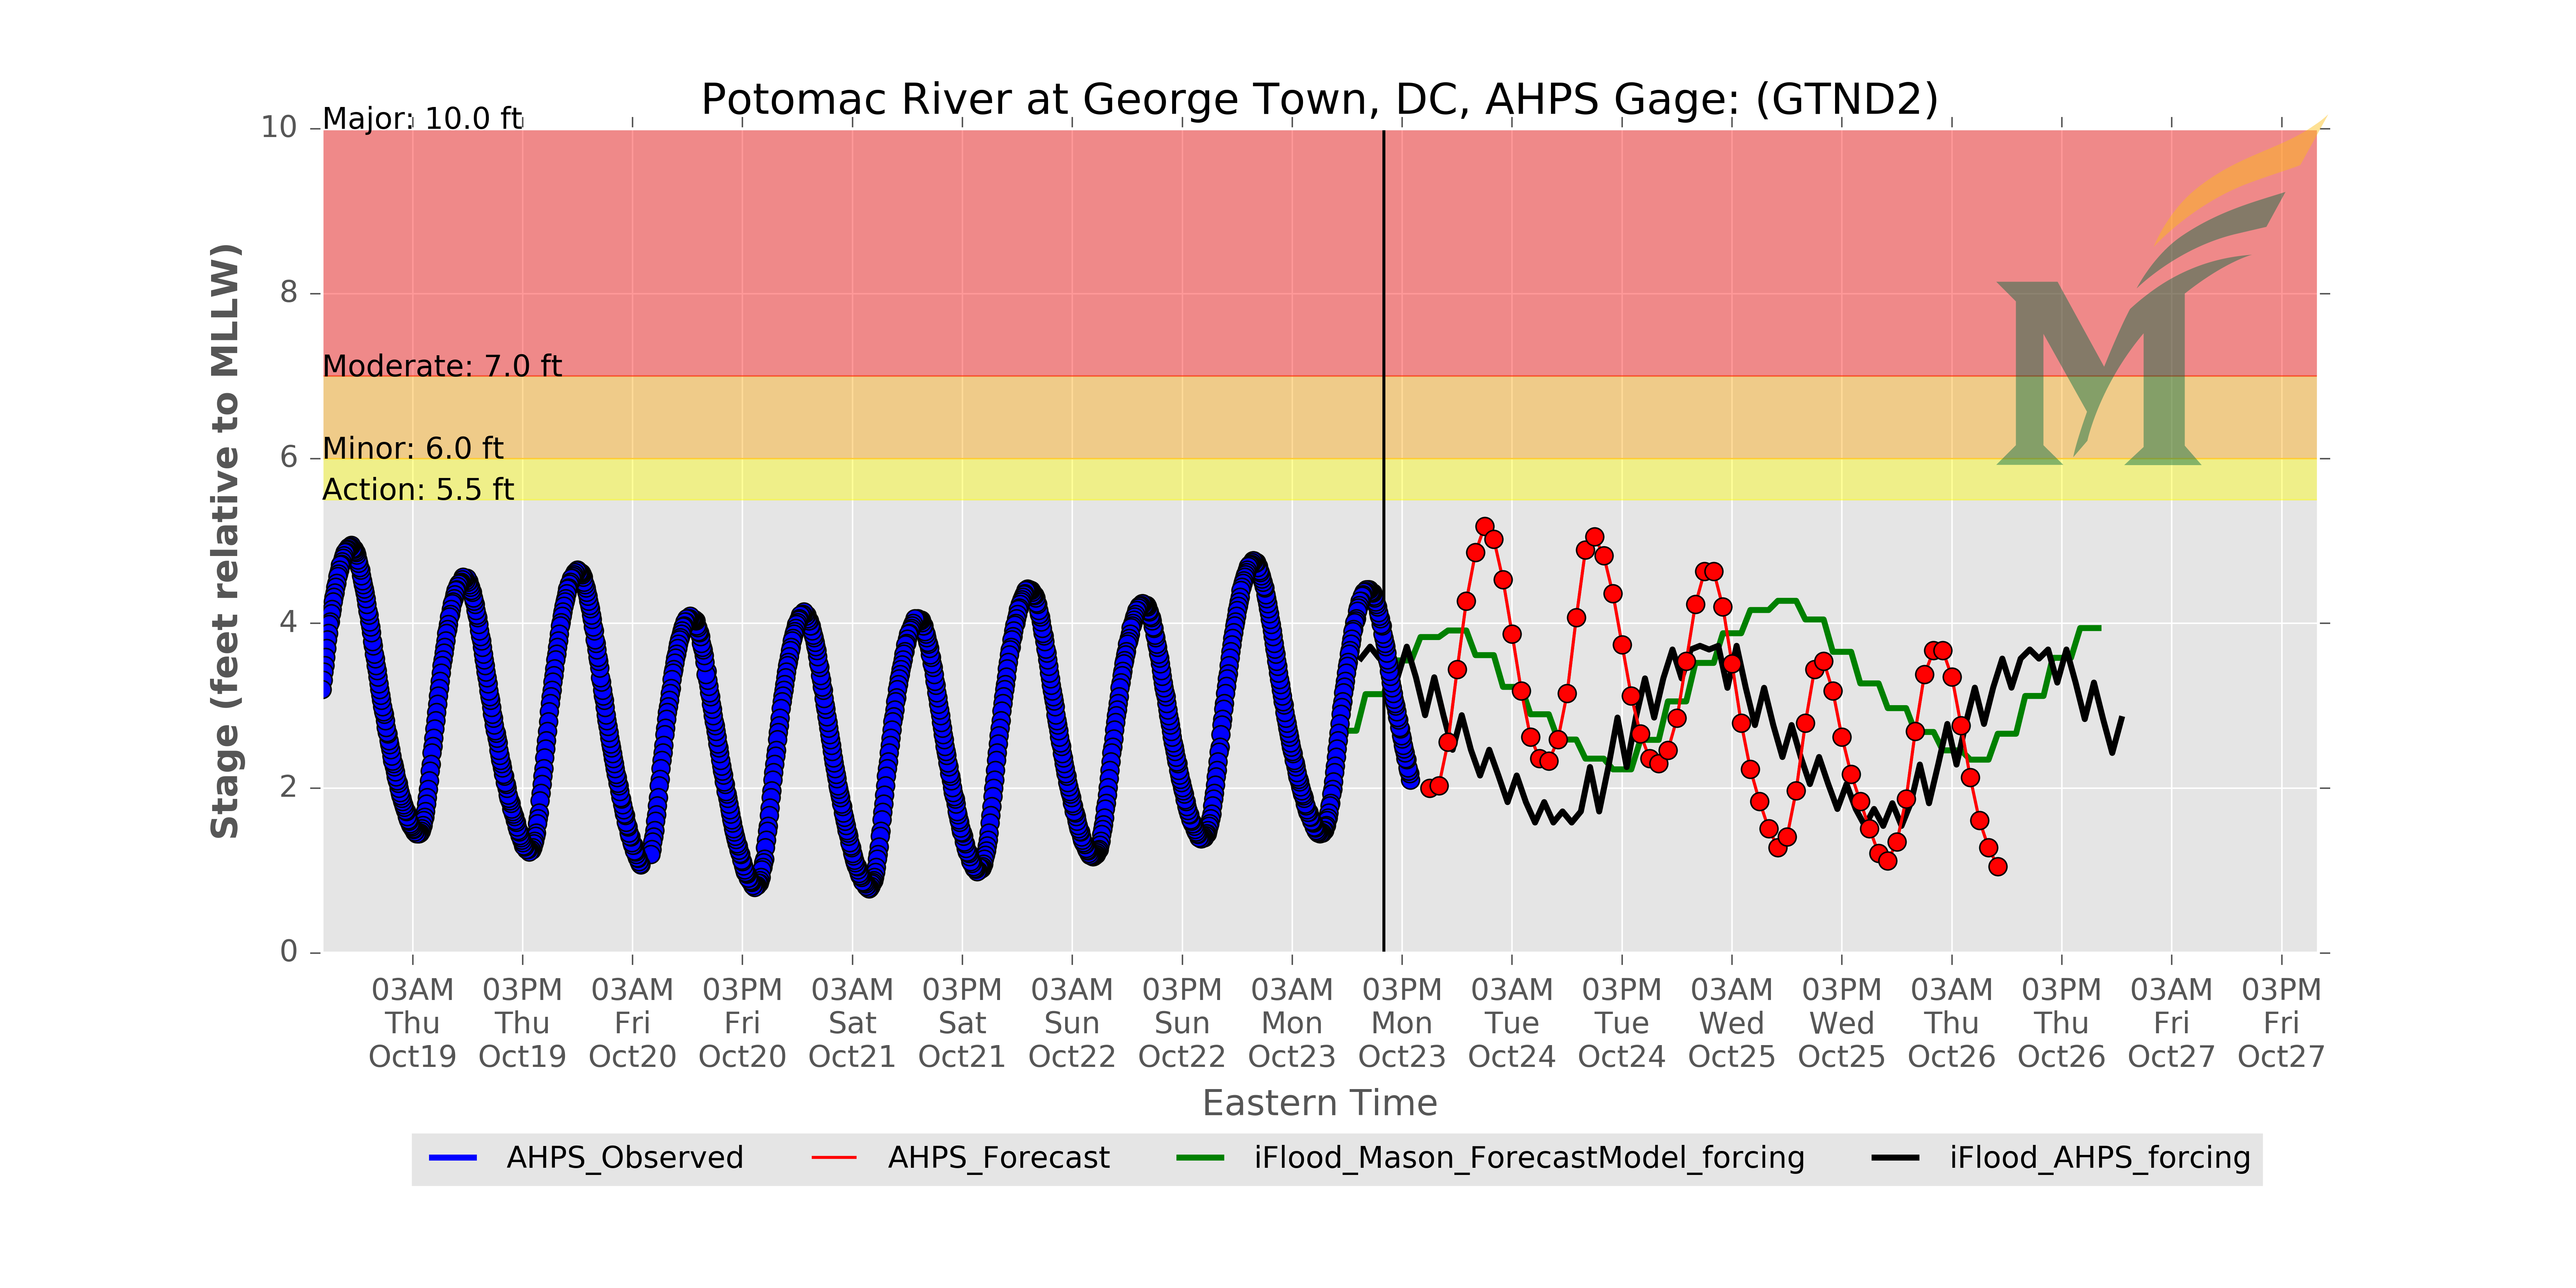 Potomac River at George Town, DC, AHPS Gage: (GTND2)
Major: 10.0 ft
Moderate: 7.0 ft
Minor: 6.0 ft
Action: 5.5 ft
Stage (feet relative to MLLW)
10
8
6
4
2
0
03AM 03PM 03AM 03PM 03AM 03PM 03AM 03PM 03AM 03PM 03AM 03PM 03AM 03PM 03AM 03PM 03AM 03PM
Thu Thu Fri Fri Sat Sat Sun Sun Mon Mon Tue Tue Wed Wed Thu Thu Fri Fri
Oct19 Oct19 Oct20 Oct20 Oct21 Oct21 Oct22 Oct22 Oct23 Oct23 Oct24 Oct24 Oct25 Oct25 Oct26 Oct26 Oct27 Oct27
Eastern Time
AHPS_Observed AHPS_Forecast iFlood_Mason_ForecastModel_forcing iFlood_AHPS_forcing
M